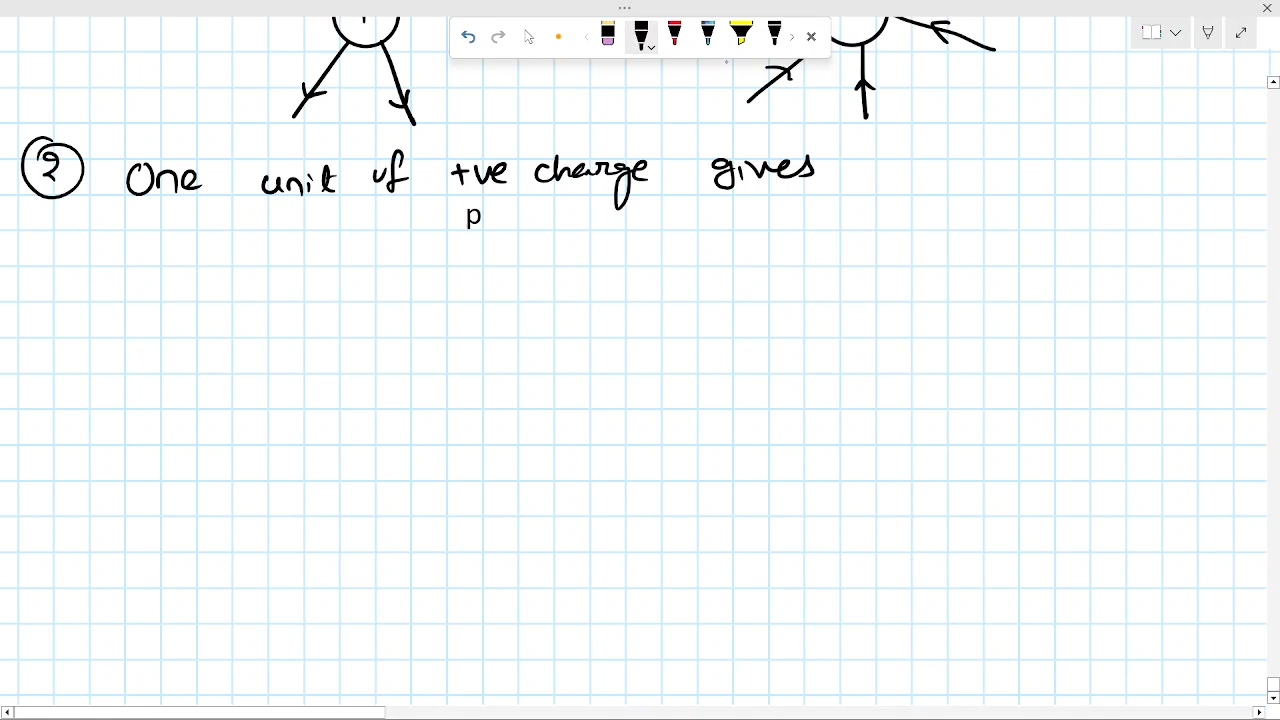 ② One unit of +ve charge gives
p